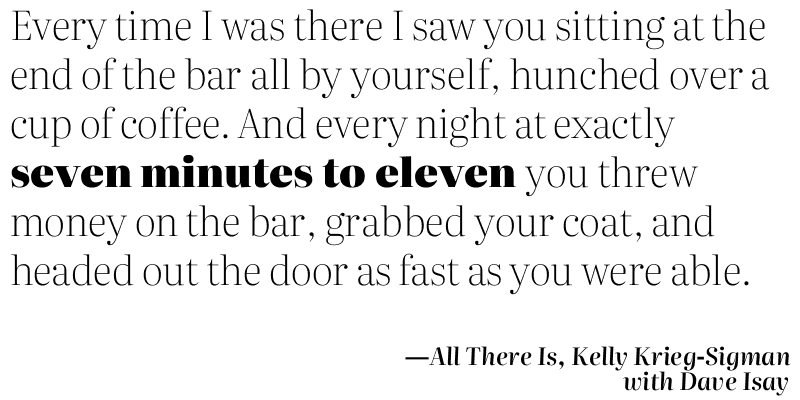 Every time I was there I saw you sitting at the
end of the bar all by yourself, hunched over a
cup of coffee. And every night at exactly
seven minutes to eleven you threw
money on the bar, grabbed your coat, and
headed out the door as fast as you were able.
—All There Is, Kelly Krieg-Sigman
with Dave Isay